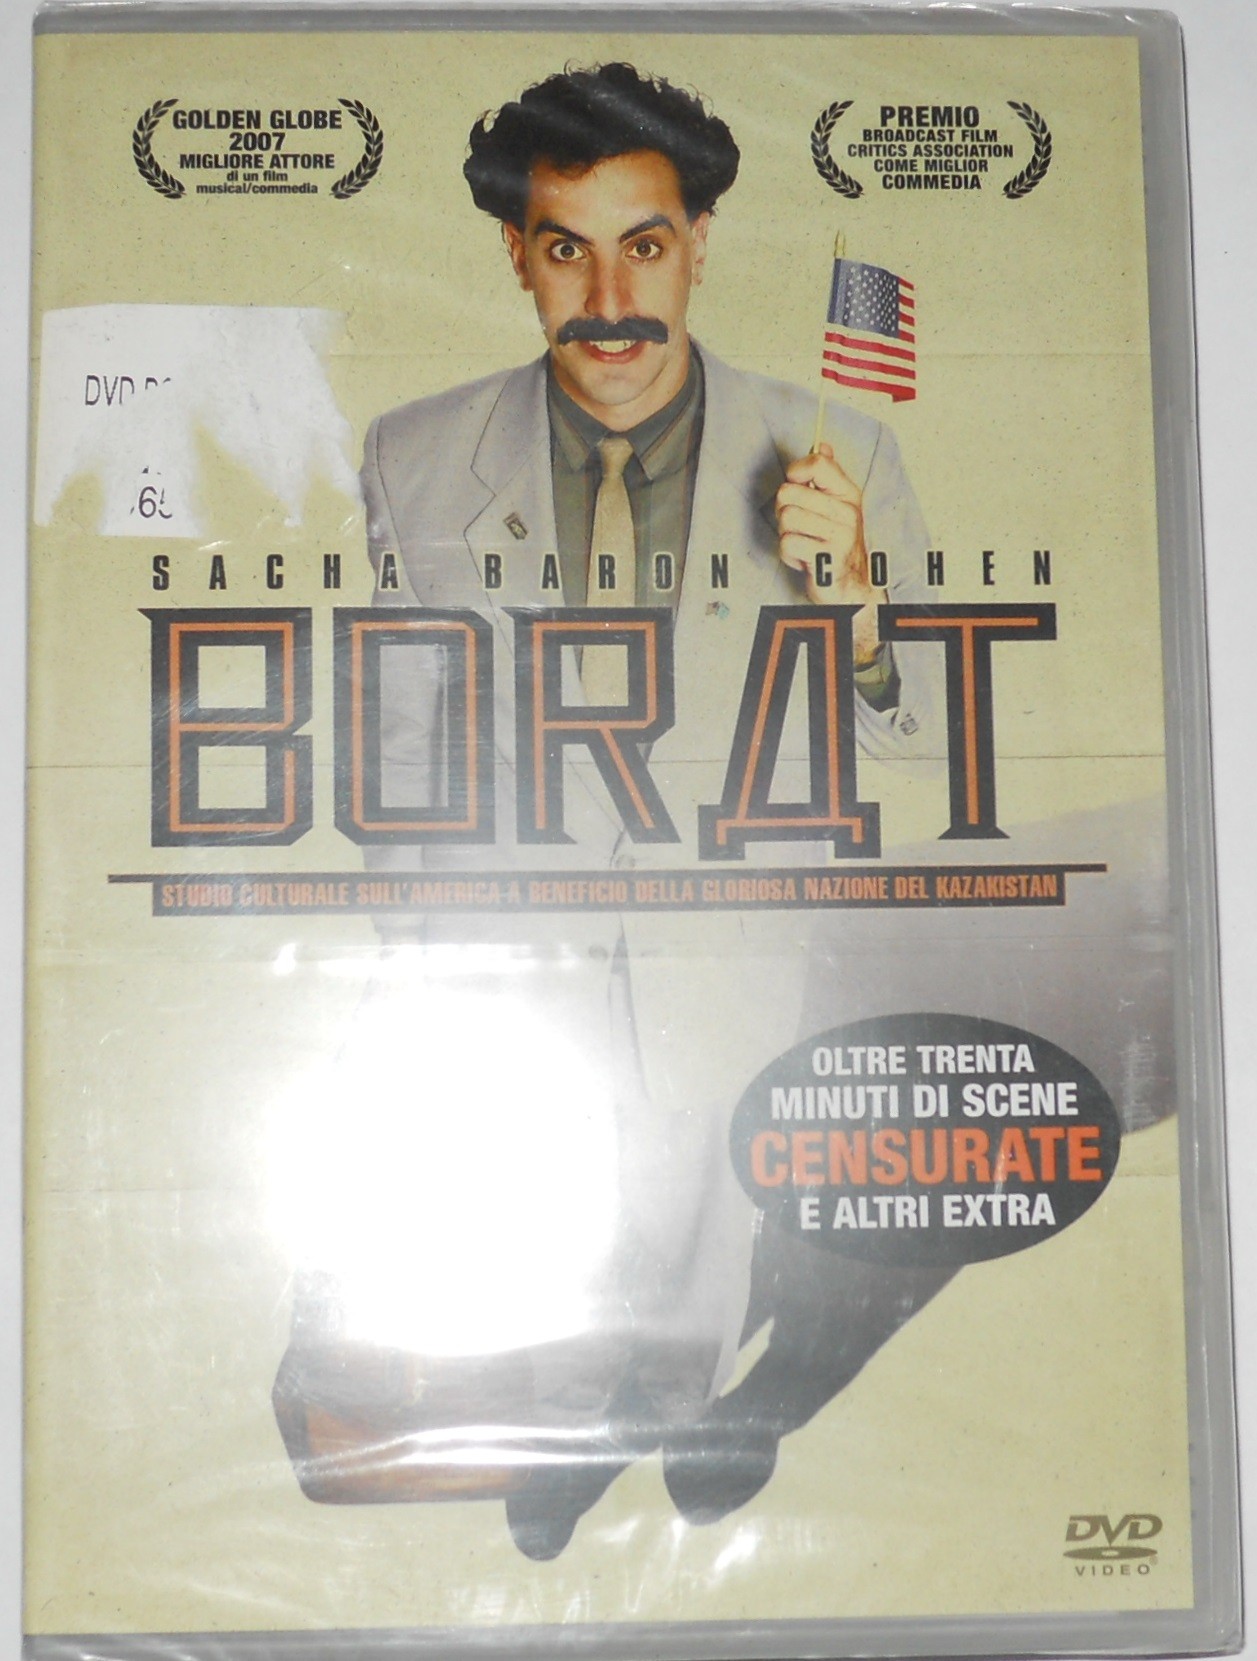 GOLDEN GLOBE
2007
MIGLIORE ATTORE
di un film
musical/commedia
PREMIO
BROADCAST FILM
CRITICS ASSOCIATION
COME MIGLIOR
COMMEDIA
DVD
SACHA BARON COHEN
BORAT
STUDIO CULTURALE SULL'AMERICA A BENEFICIO DELLA GLORIOSA NAZIONE DEL KAZAKISTAN
OLTRE TRENTA
MINUTI DI SCENE
CENSURATE
E ALTRI EXTRA
DVD
VIDEO